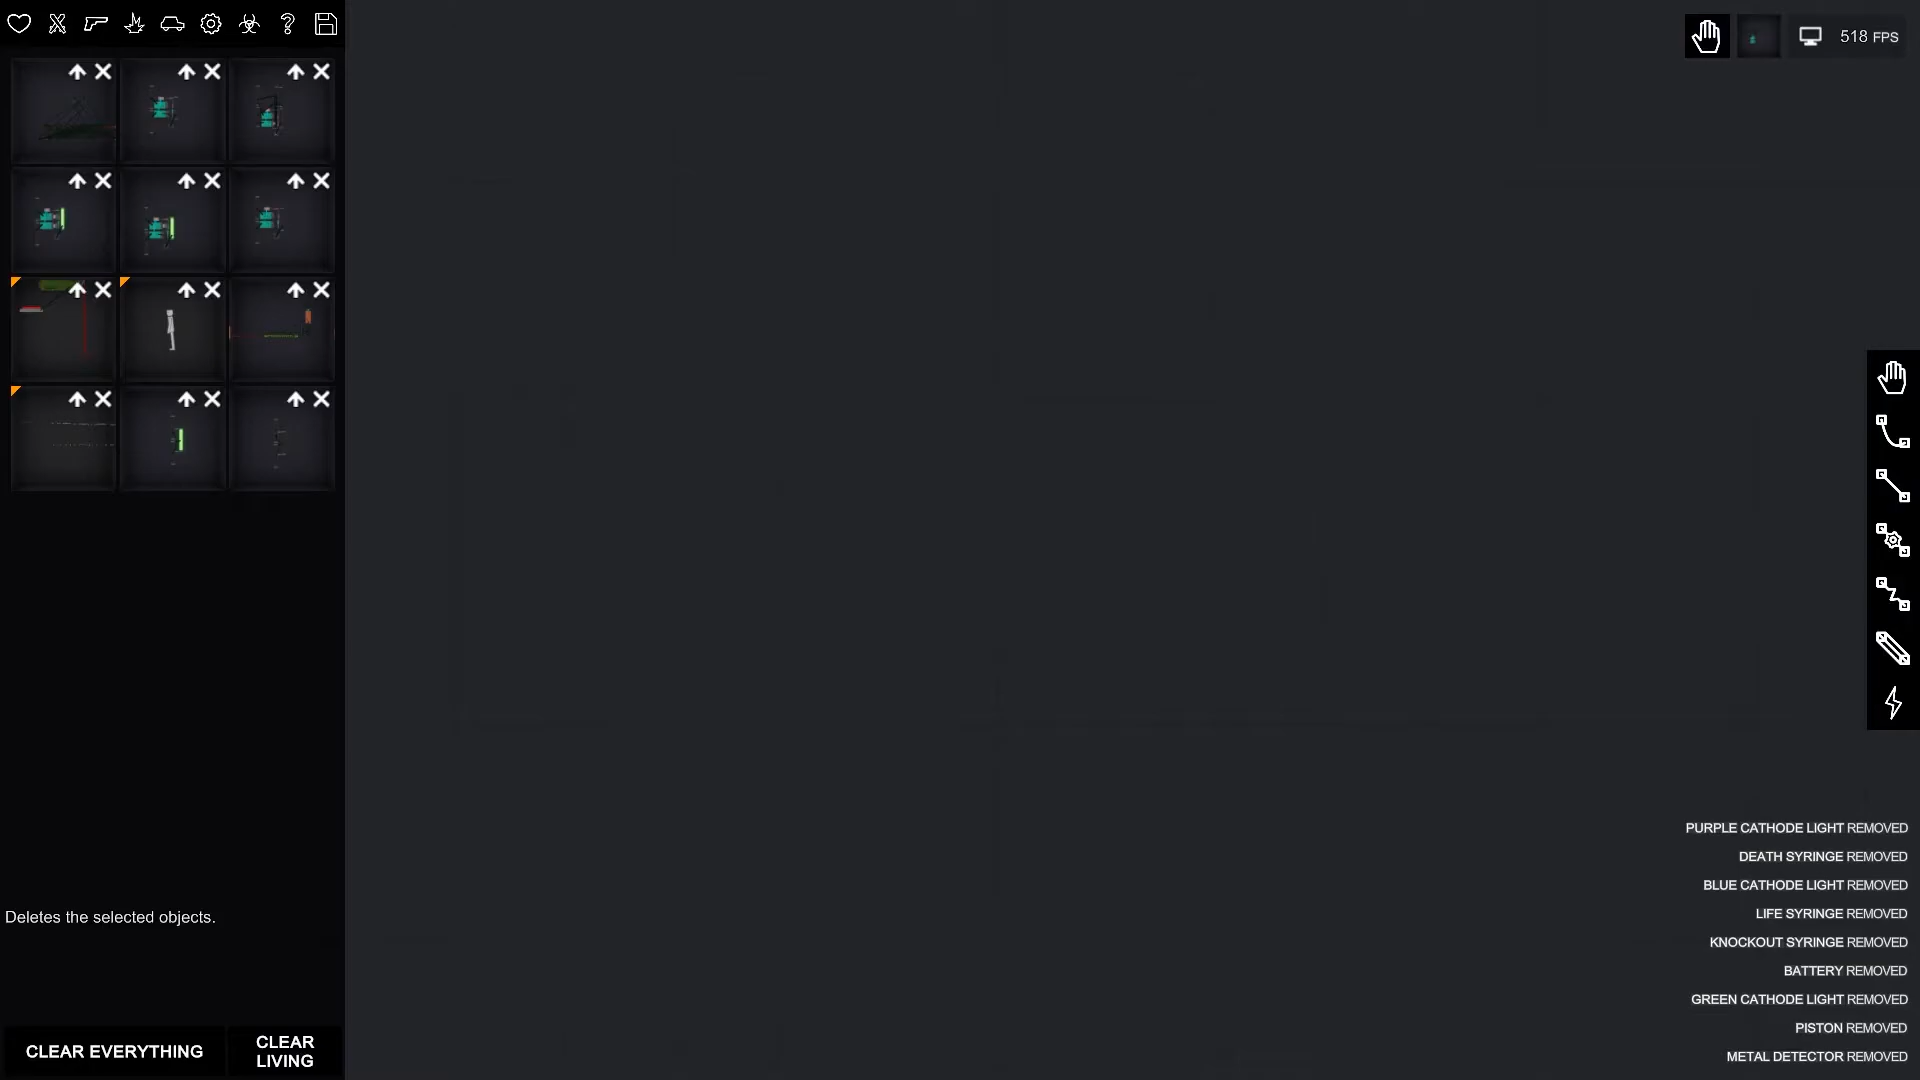 518 FPS
PURPLE CATHODE LIGHT REMOVED
DEATH SYRINGE REMOVED
BLUE CATHODE LIGHT REMOVED
Deletes the selected objects.
LIFE SYRINGE REMOVED
KNOCKOUT SYRINGE REMOVED
BATTERY REMOVED
GREEN CATHODE LIGHT REMOVED
PISTON REMOVED
METAL DETECTOR REMOVED
CLEAR EVERYTHING
CLEAR
LIVING